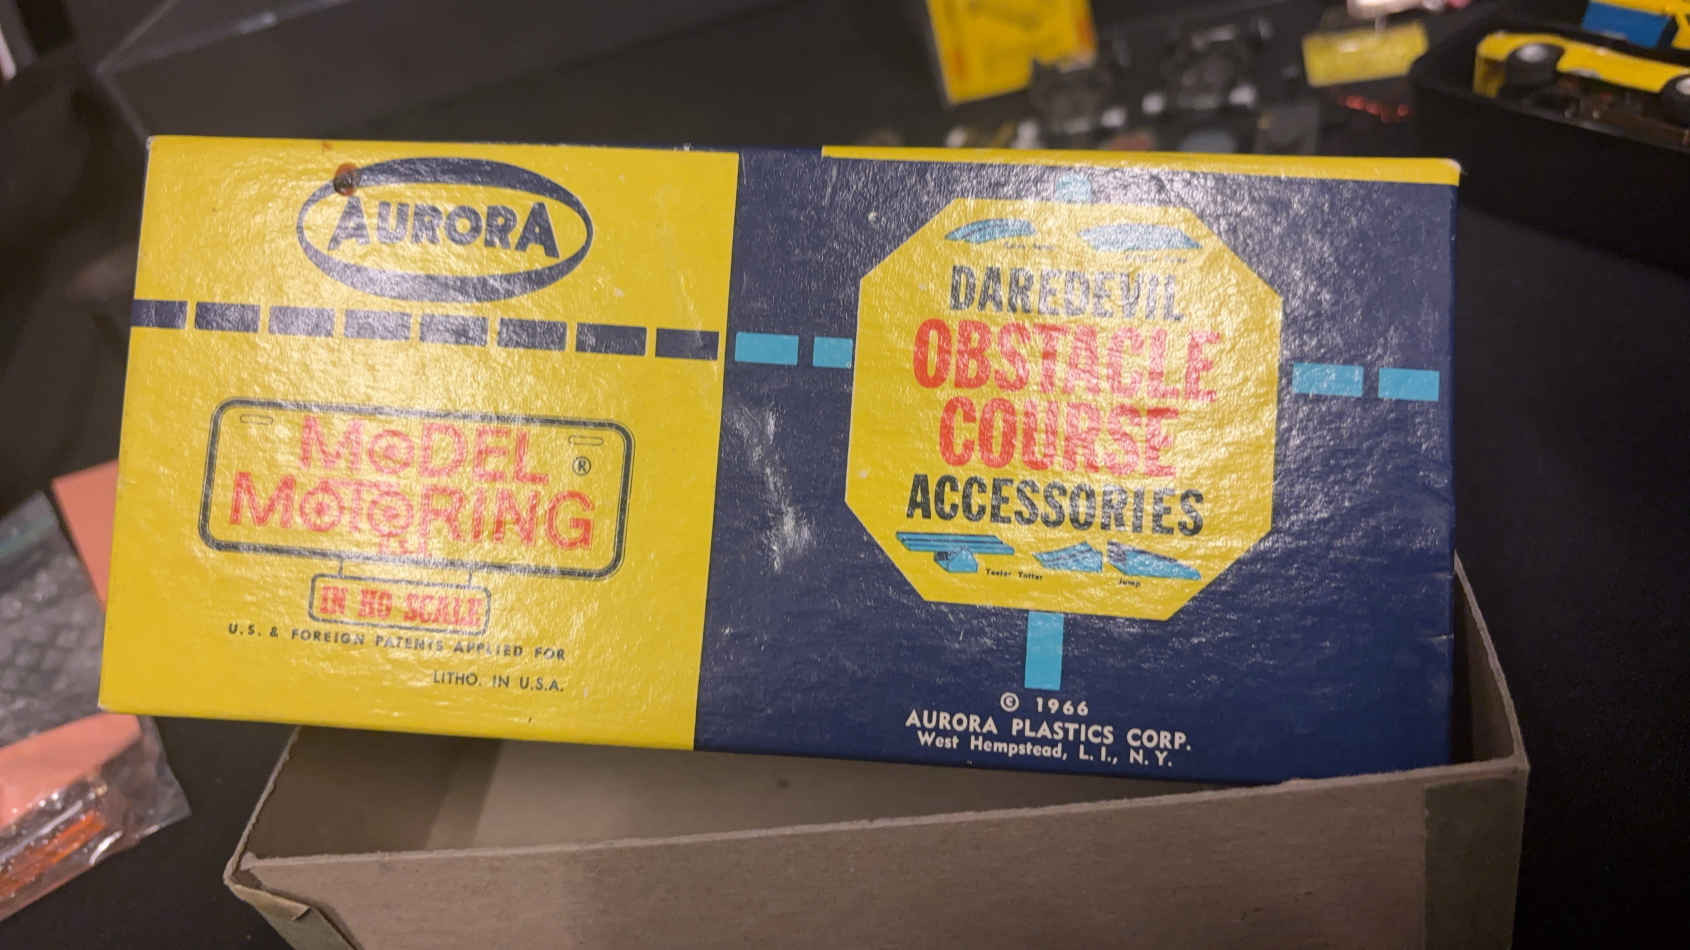 AURORA
MODEL
MOTORING ®
IN HO SCALE
U.S. & FOREIGN PATENTS APPLIED FOR
LITHO. IN U.S.A.
DAREDEVIL
OBSTACLE
COURSE
ACCESSORIES
Teeter Totter
Jump
© 1966
AURORA PLASTICS CORP.
West Hempstead, L. I., N. Y.